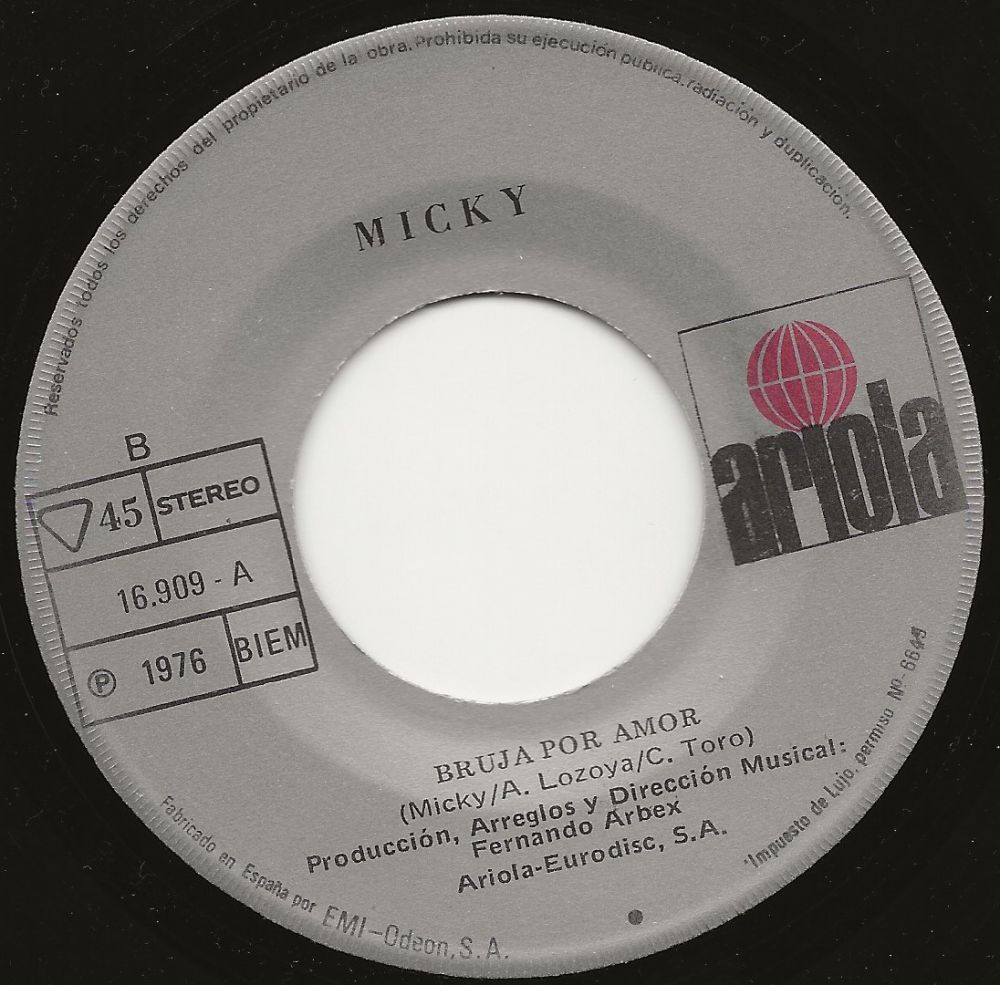 Reservados todos los derechos del propietario de la obra. Prohibida su ejecución pública. radiación y duplicación.
MICKY
ariola
B
45 STEREO
16.909 - A
℗ 1976 BIEM
BRUJA POR AMOR
(Micky/A. Lozoya/C. Toro)
Producción, Arreglos y Dirección Musical:
Fernando Arbex
Ariola-Eurodisc, S.A.
Fabricado en España por EMI-Odeon, S.A.
Impuesto de Lujo. permiso Nº-